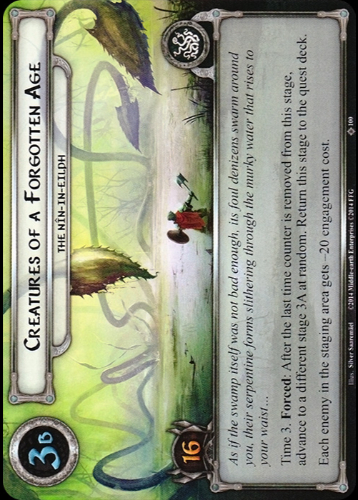 3B
CREATURES OF A FORGOTTEN AGE
THE NÎN-IN-EILPH
16
As if the swamp itself was not bad enough, its foul denizens swarm around
you, their serpentine forms slithering through the murky water that rises to
your waist…
Time 3. Forced: After the last time counter is removed from this stage,
advance to a different stage 3A at random. Return this stage to the quest deck.
Each enemy in the staging area gets –20 engagement cost.
Illus. Silver Saaremäel ©2014 Middle-earth Enterprises ©2014 FFG 100